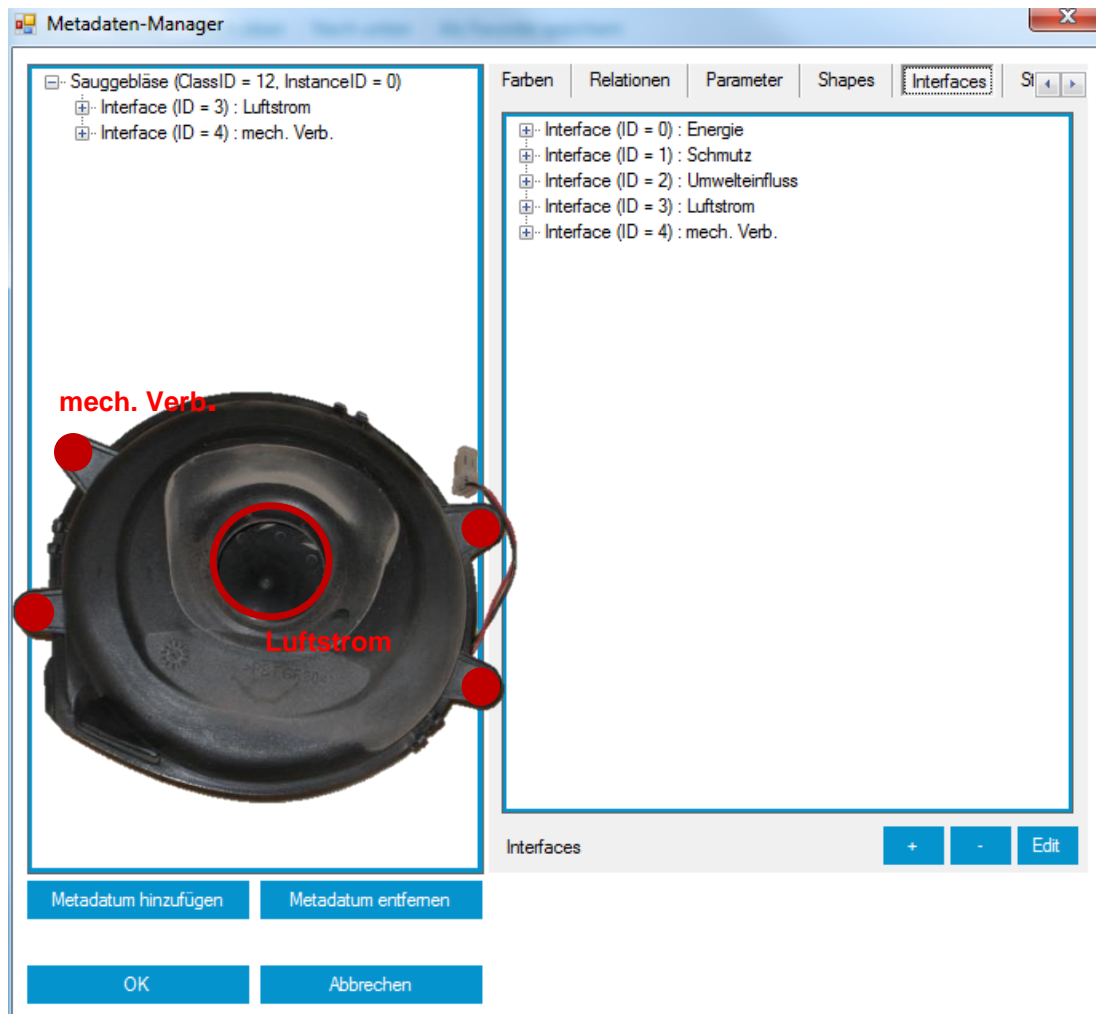 Metadaten-Manager
X
Sauggebläse (ClassID = 12, InstanceID = 0)
Interface (ID = 3) : Luftstrom
Interface (ID = 4) : mech. Verb.
mech. Verb.
Luftstrom
Farben Relationen Parameter Shapes Interfaces
Interface (ID = 0) : Energie
Interface (ID = 1) : Schmutz
Interface (ID = 2) : Umwelteinfluss
Interface (ID = 3) : Luftstrom
Interface (ID = 4) : mech. Verb.
Interfaces + - Edit
Metadatum hinzufügen Metadatum entfernen
OK Abbrechen